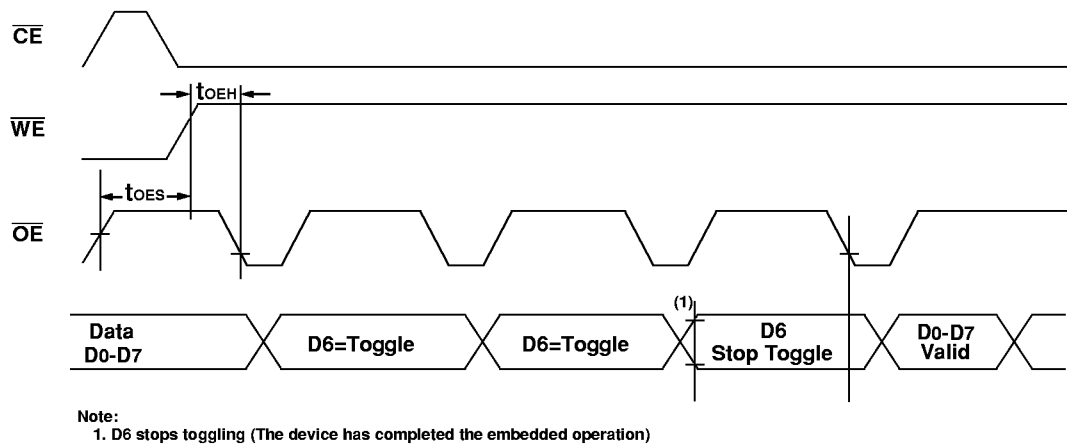 CE
tOEH
WE
tOES
OE
(1)
Data
D0-D7
D6=Toggle
D6=Toggle
D6
Stop Toggle
D0-D7
Valid
Note:
1. D6 stops toggling (The device has completed the embedded operation)